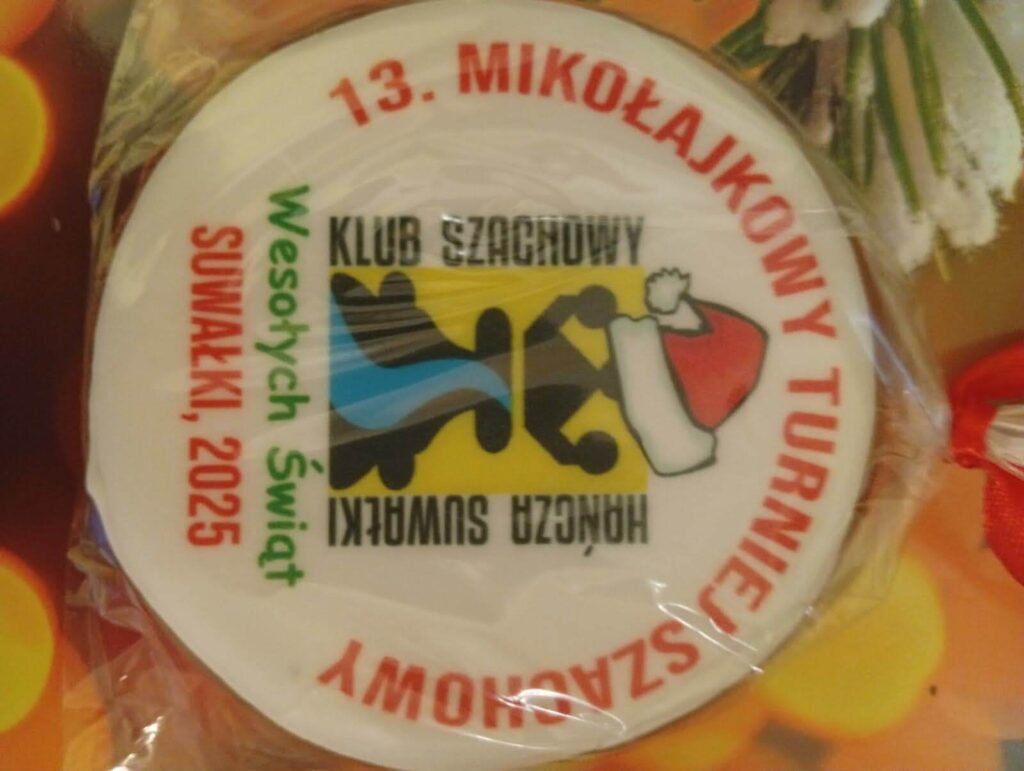 13. MIKOŁAJKOWY TURNIEJ SZACHOWY
KLUB SZACHOWY
HAŃCZA SUWAŁKI
Wesołych Świąt
SUWAŁKI, 2025